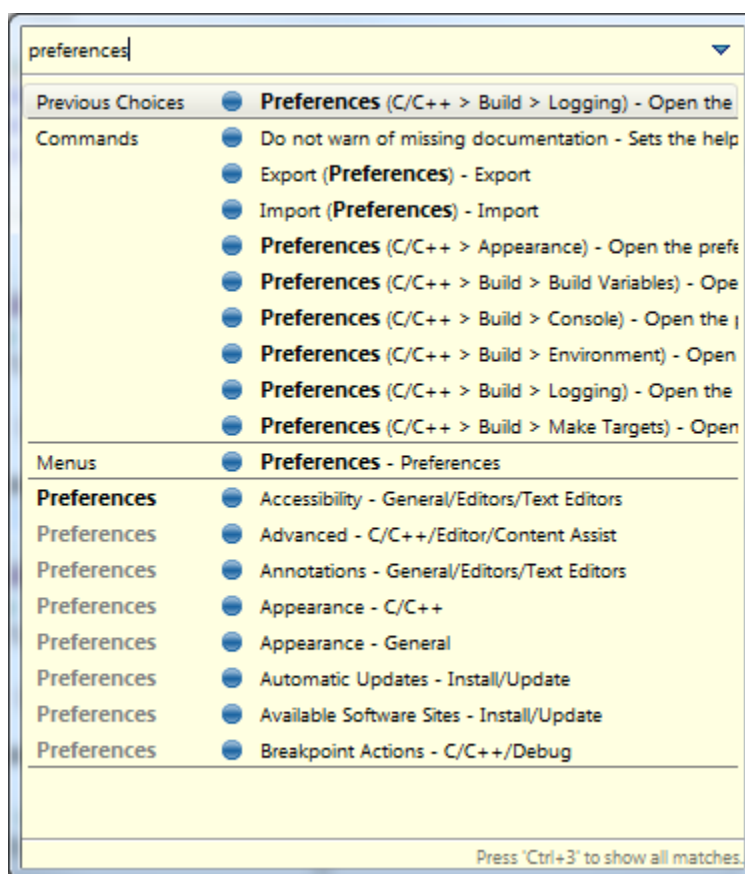 preferences
Previous Choices Preferences (C/C++ > Build > Logging) - Open the
Commands Do not warn of missing documentation - Sets the help
Export (Preferences) - Export
Import (Preferences) - Import
Preferences (C/C++ > Appearance) - Open the prefe
Preferences (C/C++ > Build > Build Variables) - Ope
Preferences (C/C++ > Build > Console) - Open the p
Preferences (C/C++ > Build > Environment) - Open
Preferences (C/C++ > Build > Logging) - Open the
Preferences (C/C++ > Build > Make Targets) - Open
Menus Preferences - Preferences
Preferences Accessibility - General/Editors/Text Editors
Preferences Advanced - C/C++/Editor/Content Assist
Preferences Annotations - General/Editors/Text Editors
Preferences Appearance - C/C++
Preferences Appearance - General
Preferences Automatic Updates - Install/Update
Preferences Available Software Sites - Install/Update
Preferences Breakpoint Actions - C/C++/Debug
Press 'Ctrl+3' to show all matches.